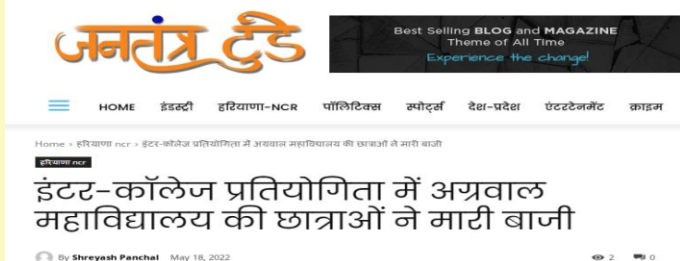 जनतंत्र टुडे
Best Selling BLOG and MAGAZINE
Theme of All Time
Experience the change!
HOME इंडस्ट्री हरियाणा-NCR पॉलिटिक्स स्पोर्ट्स देश-प्रदेश एंटरटेनमेंट क्राइम
Home › हरियाणा ncr › इंटर-कॉलेज प्रतियोगिता में अग्रवाल महाविद्यालय की छात्राओं ने मारी बाजी
हरियाणा ncr
इंटर-कॉलेज प्रतियोगिता में अग्रवाल
महाविद्यालय की छात्राओं ने मारी बाजी
By Shreyash Panchal May 18, 2022 2 0